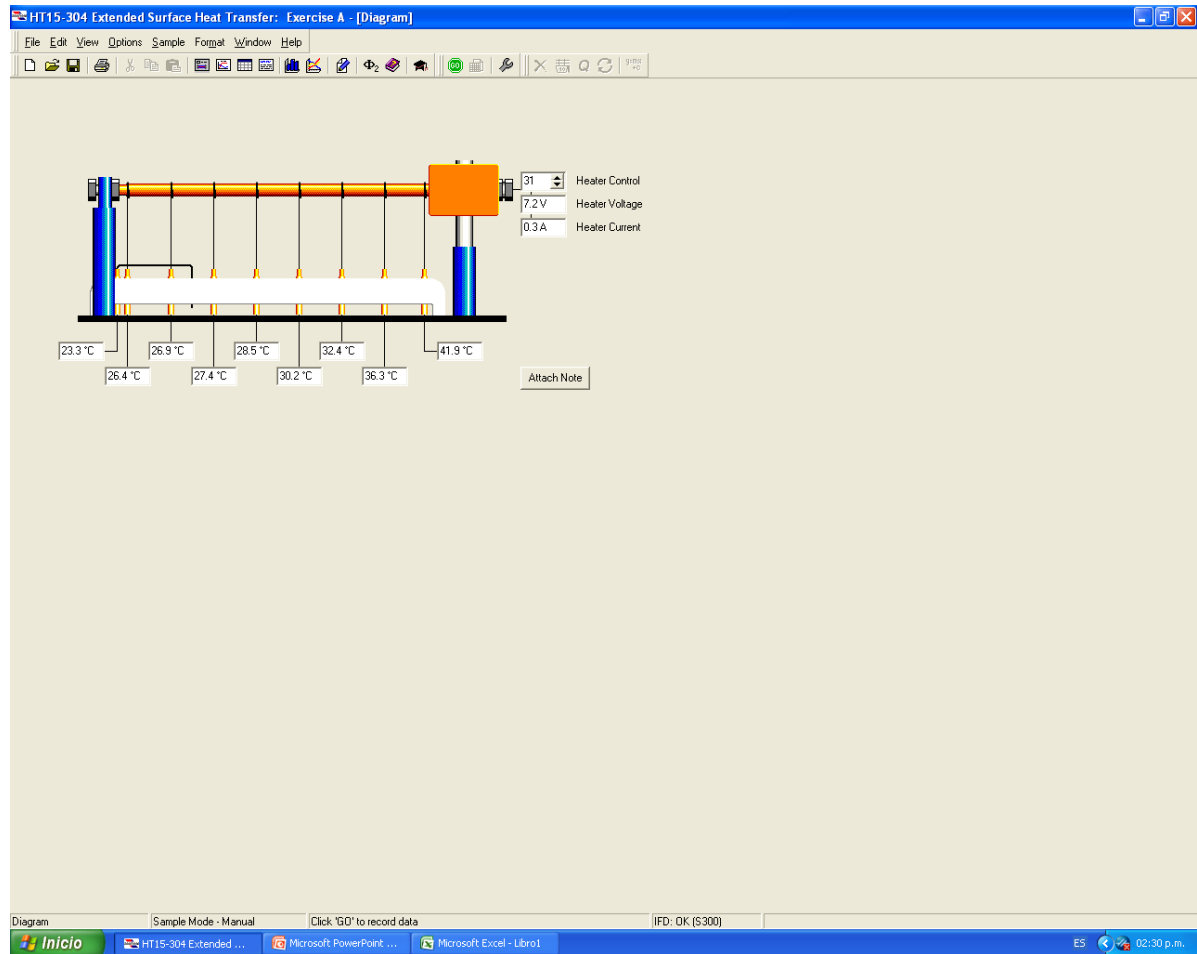 HT15-304 Extended Surface Heat Transfer: Exercise A - [Diagram]
File Edit View Options Sample Format Window Help
31 Heater Control
7.2 V Heater Voltage
0.3 A Heater Current
23.3 °C 26.9 °C 28.5 °C 32.4 °C 41.9 °C
26.4 °C 27.4 °C 30.2 °C 36.3 °C Attach Note
Diagram Sample Mode - Manual Click 'GO' to record data IFD: OK (S300)
Inicio HT15-304 Extended ... Microsoft PowerPoint ... Microsoft Excel - Libro1 ES 02:30 p.m.